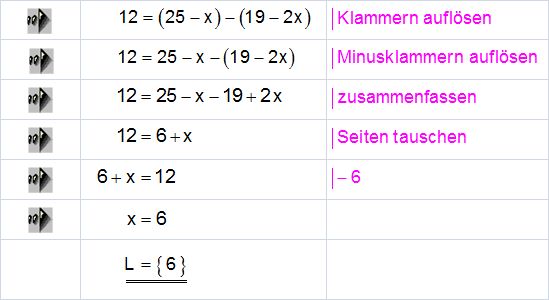 12 = (25 − x) − (19 − 2x) | Klammern auflösen
12 = 25 − x − (19 − 2x) | Minusklammern auflösen
12 = 25 − x − 19 + 2x | zusammenfassen
12 = 6 + x | Seiten tauschen
6 + x = 12 | − 6
x = 6
L = { 6 }